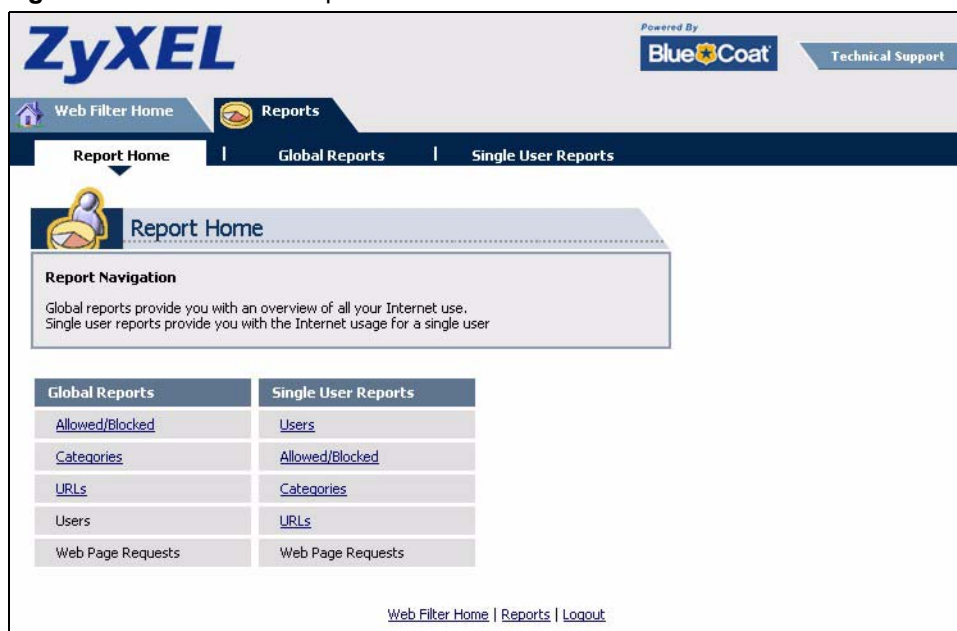 ZyXEL
Powered By
Blue Coat
Technical Support
Web Filter Home
Reports
Report Home | Global Reports | Single User Reports
Report Home
Report Navigation
Global reports provide you with an overview of all your Internet use.
Single user reports provide you with the Internet usage for a single user
Global Reports Single User Reports
Allowed/Blocked Users
Categories Allowed/Blocked
URLs Categories
Users URLs
Web Page Requests Web Page Requests
Web Filter Home | Reports | Logout